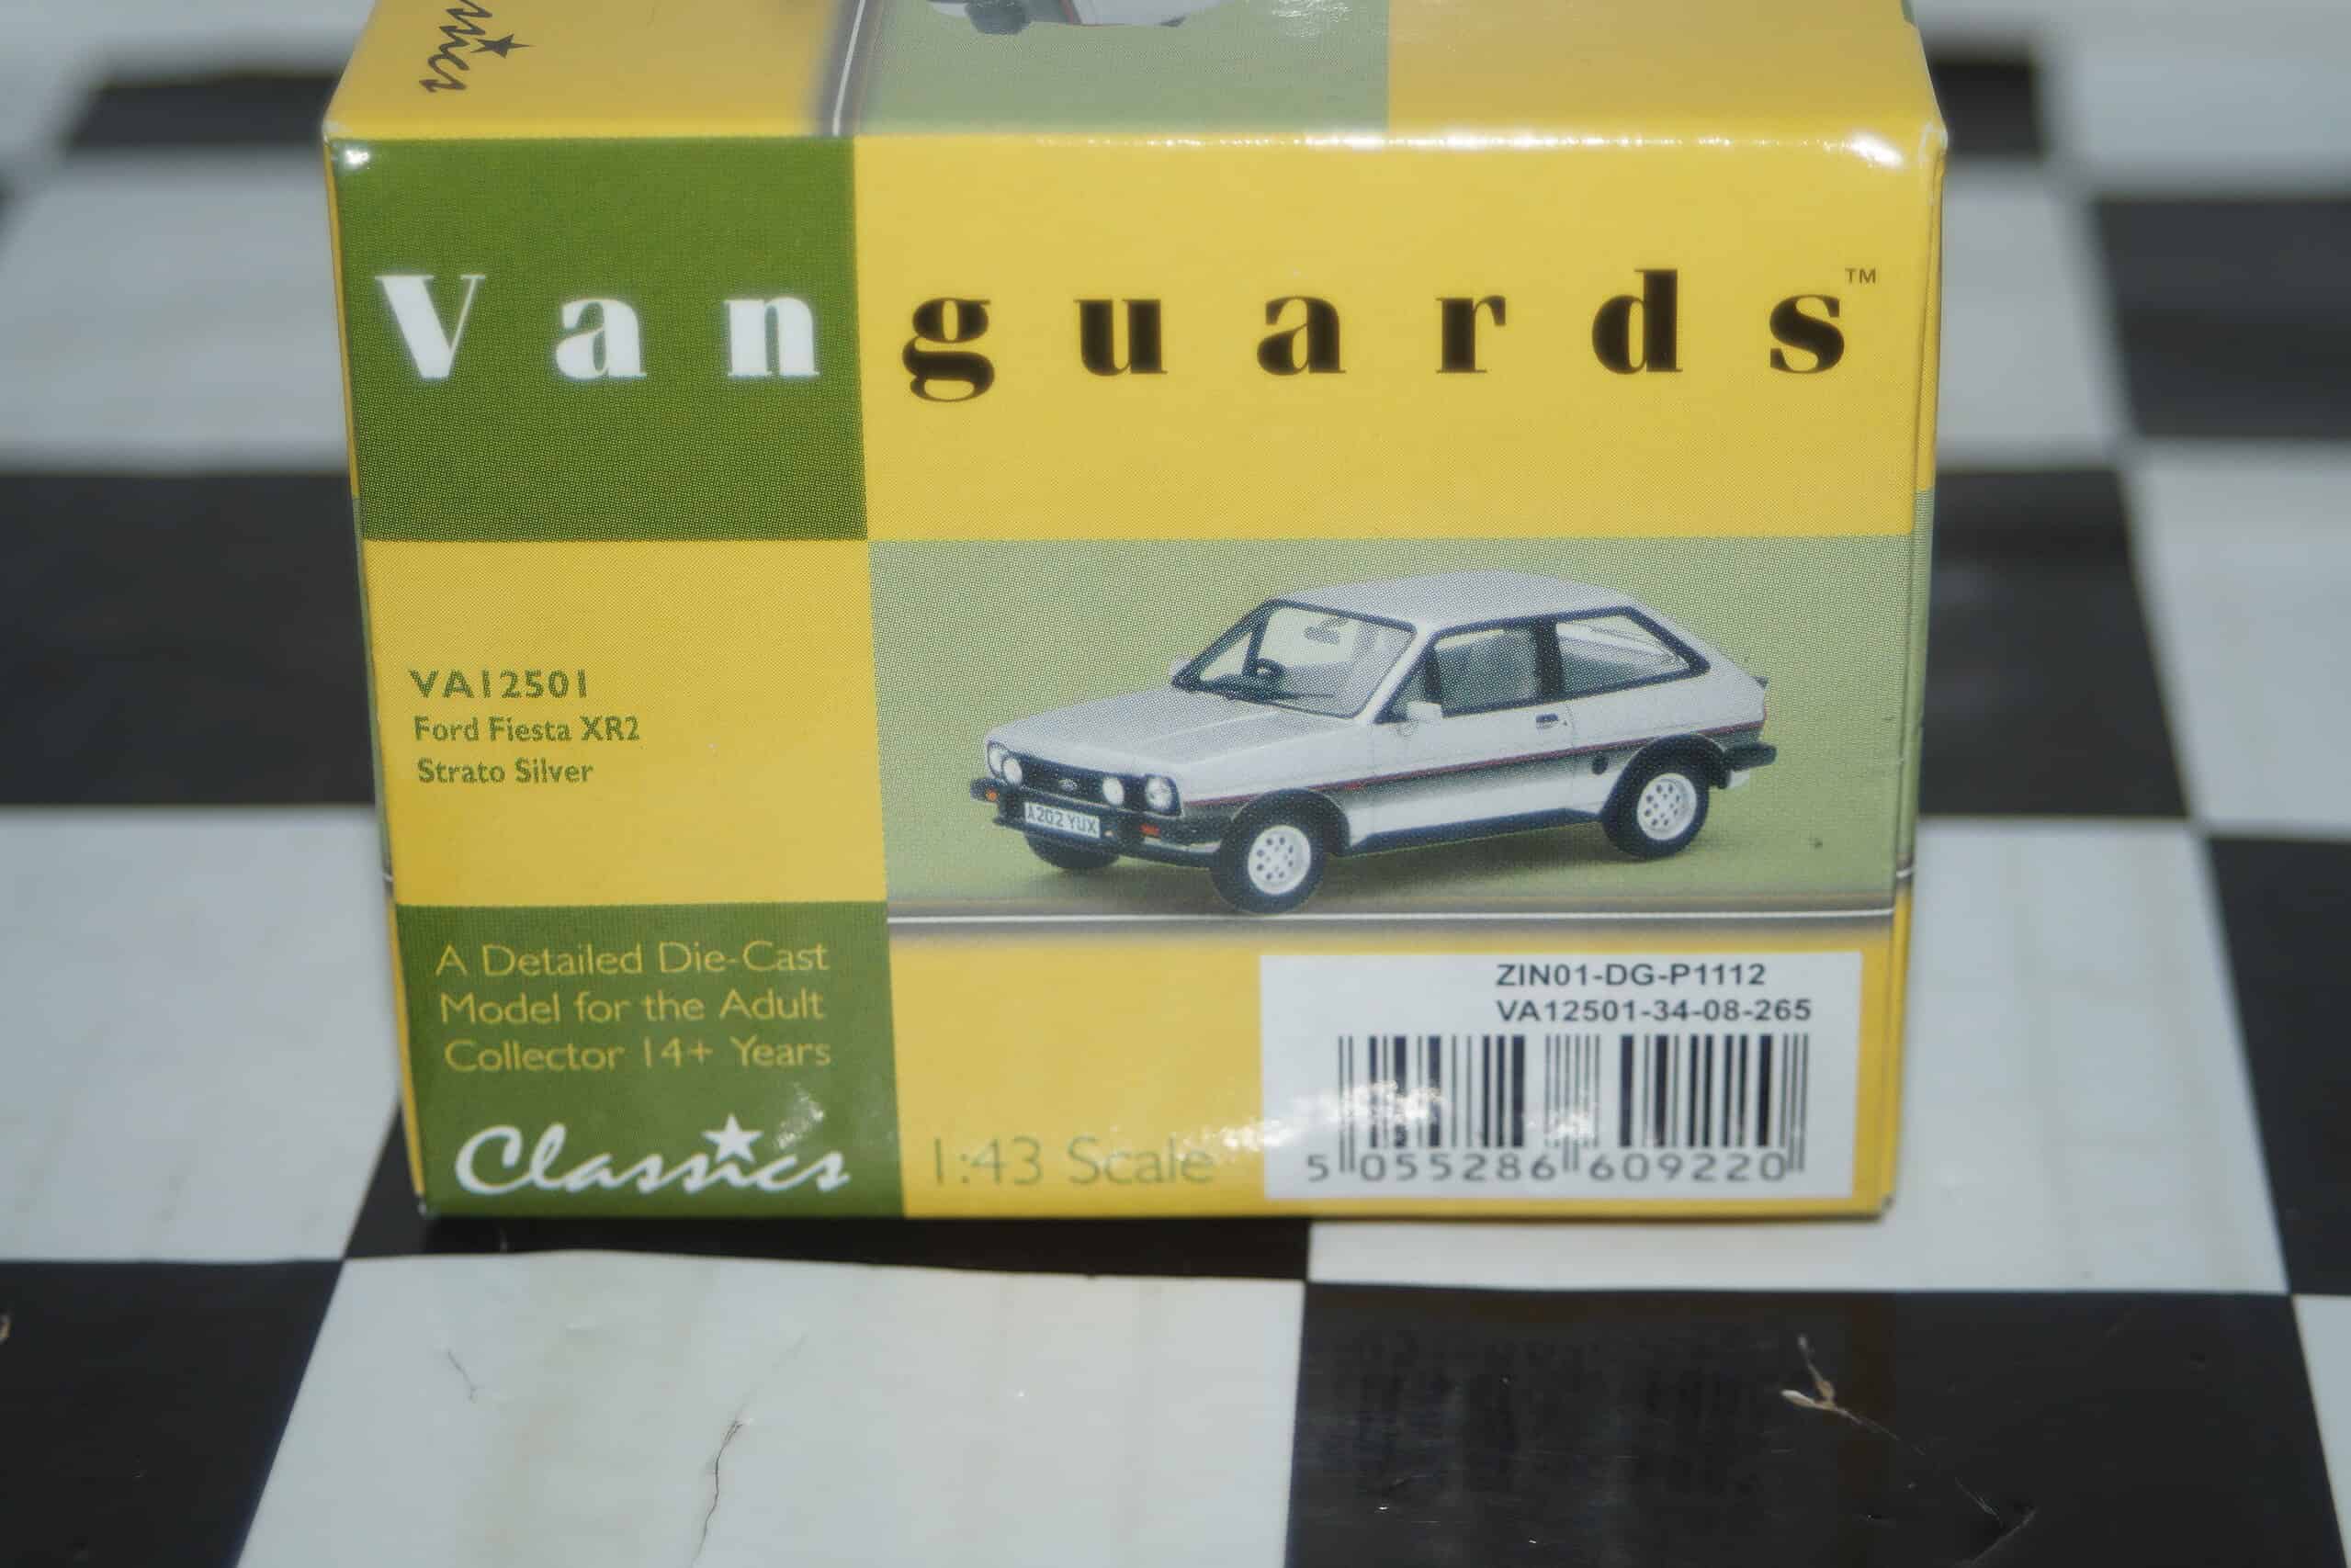 Vanguards™
VA12501
Ford Fiesta XR2
Strato Silver
A202 YUX
A Detailed Die-Cast
Model for the Adult
Collector 14+ Years
Classics
1:43 Scale
ZIN01-DG-P1112
VA12501-34-08-265
5 055286 609220